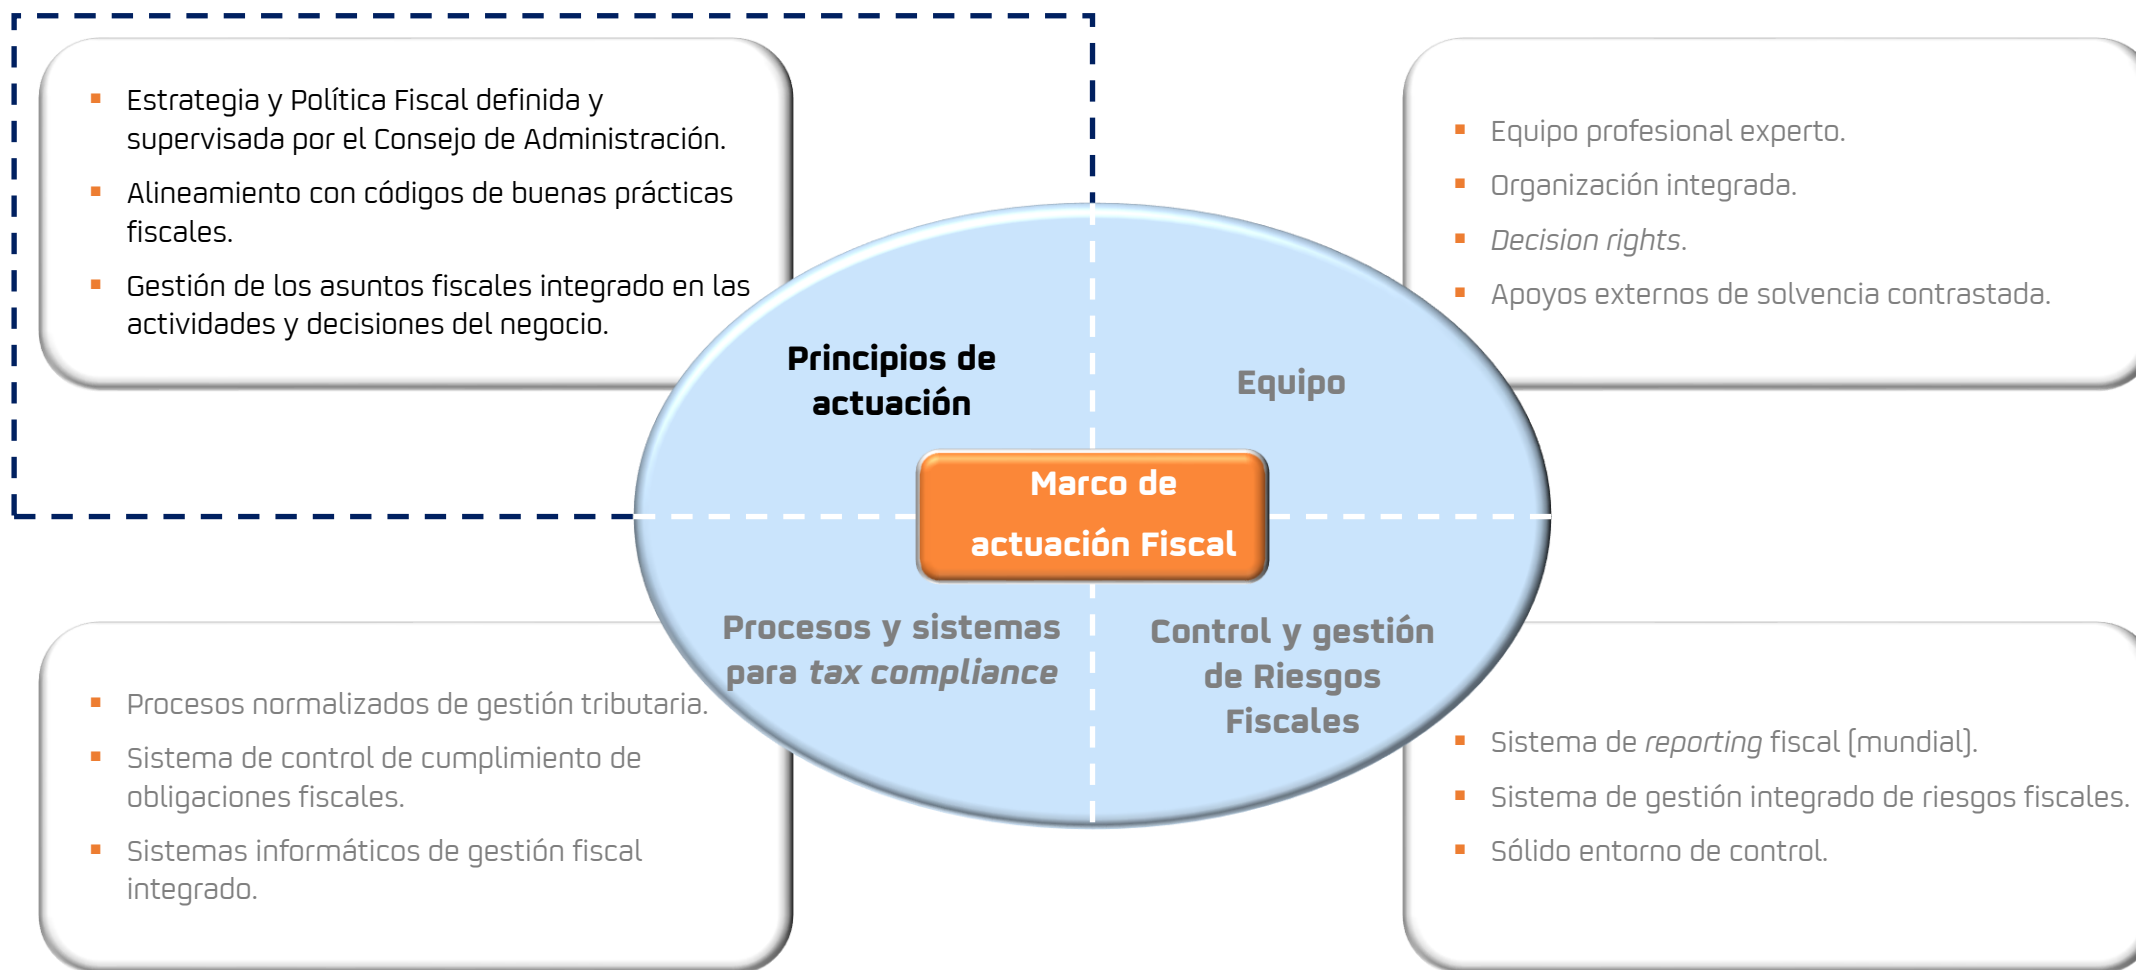 Estrategia y Política Fiscal definida y
supervisada por el Consejo de Administración.
Alineamiento con códigos de buenas prácticas
fiscales.
Gestión de los asuntos fiscales integrado en las
actividades y decisiones del negocio.
Equipo profesional experto.
Organización integrada.
Decision rights.
Apoyos externos de solvencia contrastada.
Principios de
actuación
Equipo
Marco de
actuación Fiscal
Procesos y sistemas
para tax compliance
Control y gestión
de Riesgos
Fiscales
Procesos normalizados de gestión tributaria.
Sistema de control de cumplimiento de
obligaciones fiscales.
Sistemas informáticos de gestión fiscal
integrado.
Sistema de reporting fiscal (mundial).
Sistema de gestión integrado de riesgos fiscales.
Sólido entorno de control.